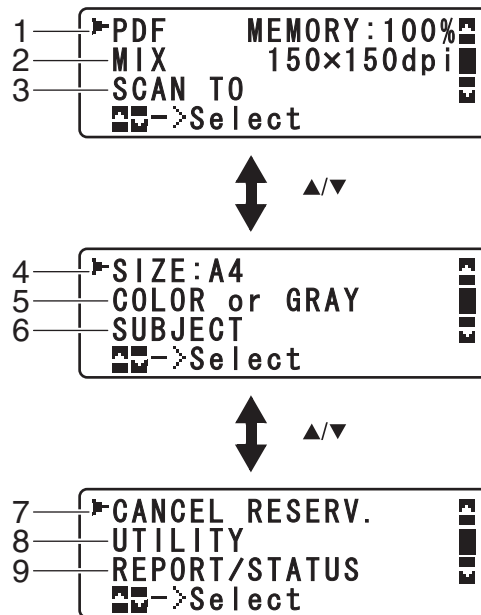 1 PDF MEMORY:100%
2 MIX 150×150dpi
3 SCAN TO
->Select
▲/▼
4 SIZE:A4
5 COLOR or GRAY
6 SUBJECT
->Select
▲/▼
7 CANCEL RESERV.
8 UTILITY
9 REPORT/STATUS
->Select